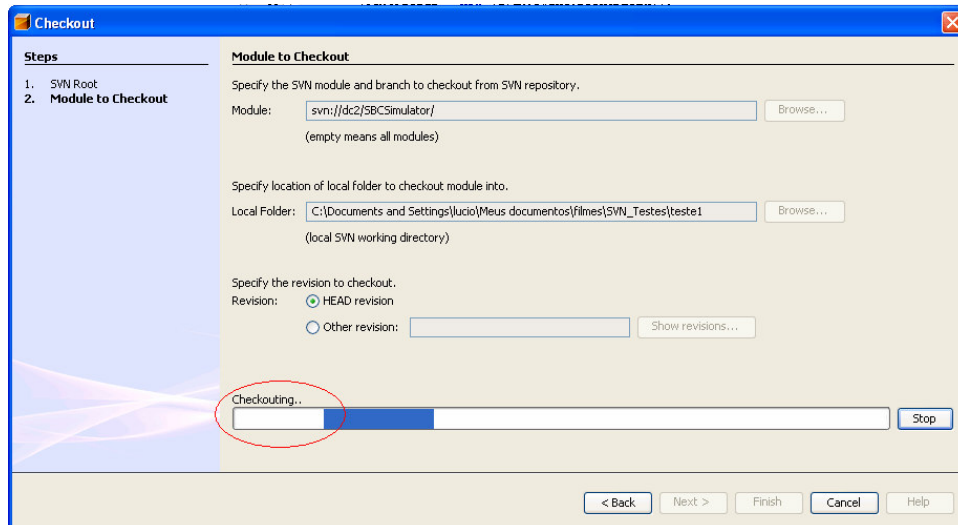 Checkout
Steps
1. SVN Root
2. Module to Checkout
Module to Checkout
Specify the SVN module and branch to checkout from SVN repository.
Module: svn://dc2/SBCSimulator/ Browse...
(empty means all modules)
Specify location of local folder to checkout module into.
Local Folder: C:\Documents and Settings\lucio\Meus documentos\filmes\SVN_Testes\teste1 Browse...
(local SVN working directory)
Specify the revision to checkout.
Revision: HEAD revision
Other revision: Show revisions...
Checkouting..
Stop
< Back Next > Finish Cancel Help